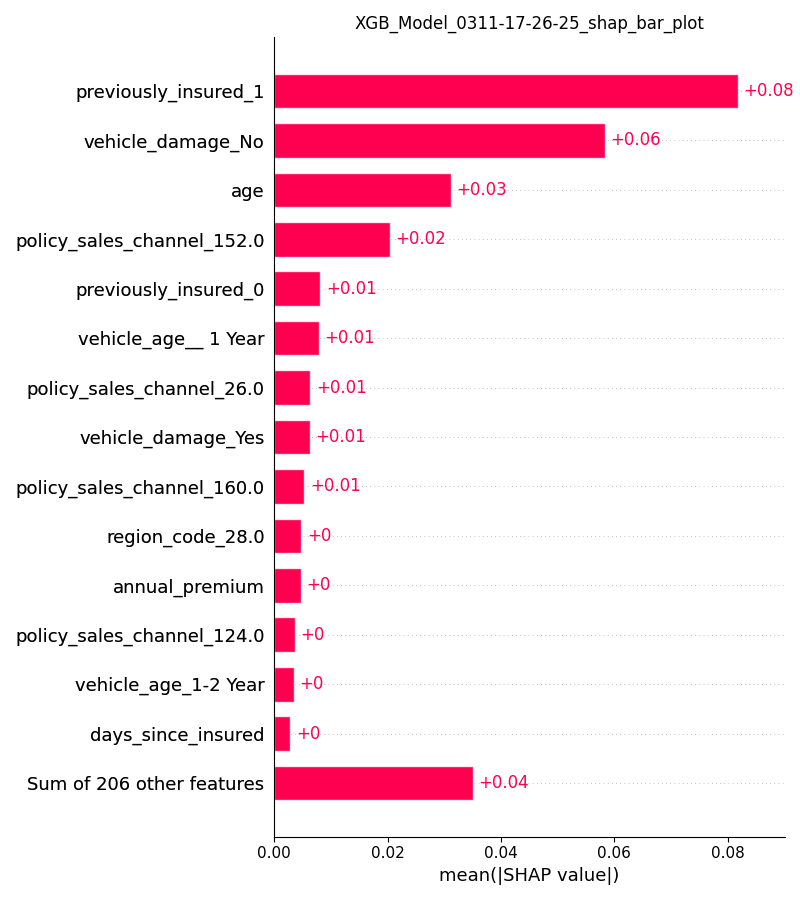 XGB_Model_0311-17-26-25_shap_bar_plot
previously_insured_1 +0.08
vehicle_damage_No +0.06
age +0.03
policy_sales_channel_152.0 +0.02
previously_insured_0 +0.01
vehicle_age__ 1 Year +0.01
policy_sales_channel_26.0 +0.01
vehicle_damage_Yes +0.01
policy_sales_channel_160.0 +0.01
region_code_28.0 +0
annual_premium +0
policy_sales_channel_124.0 +0
vehicle_age_1-2 Year +0
days_since_insured +0
Sum of 206 other features +0.04
0.00 0.02 0.04 0.06 0.08
mean(|SHAP value|)